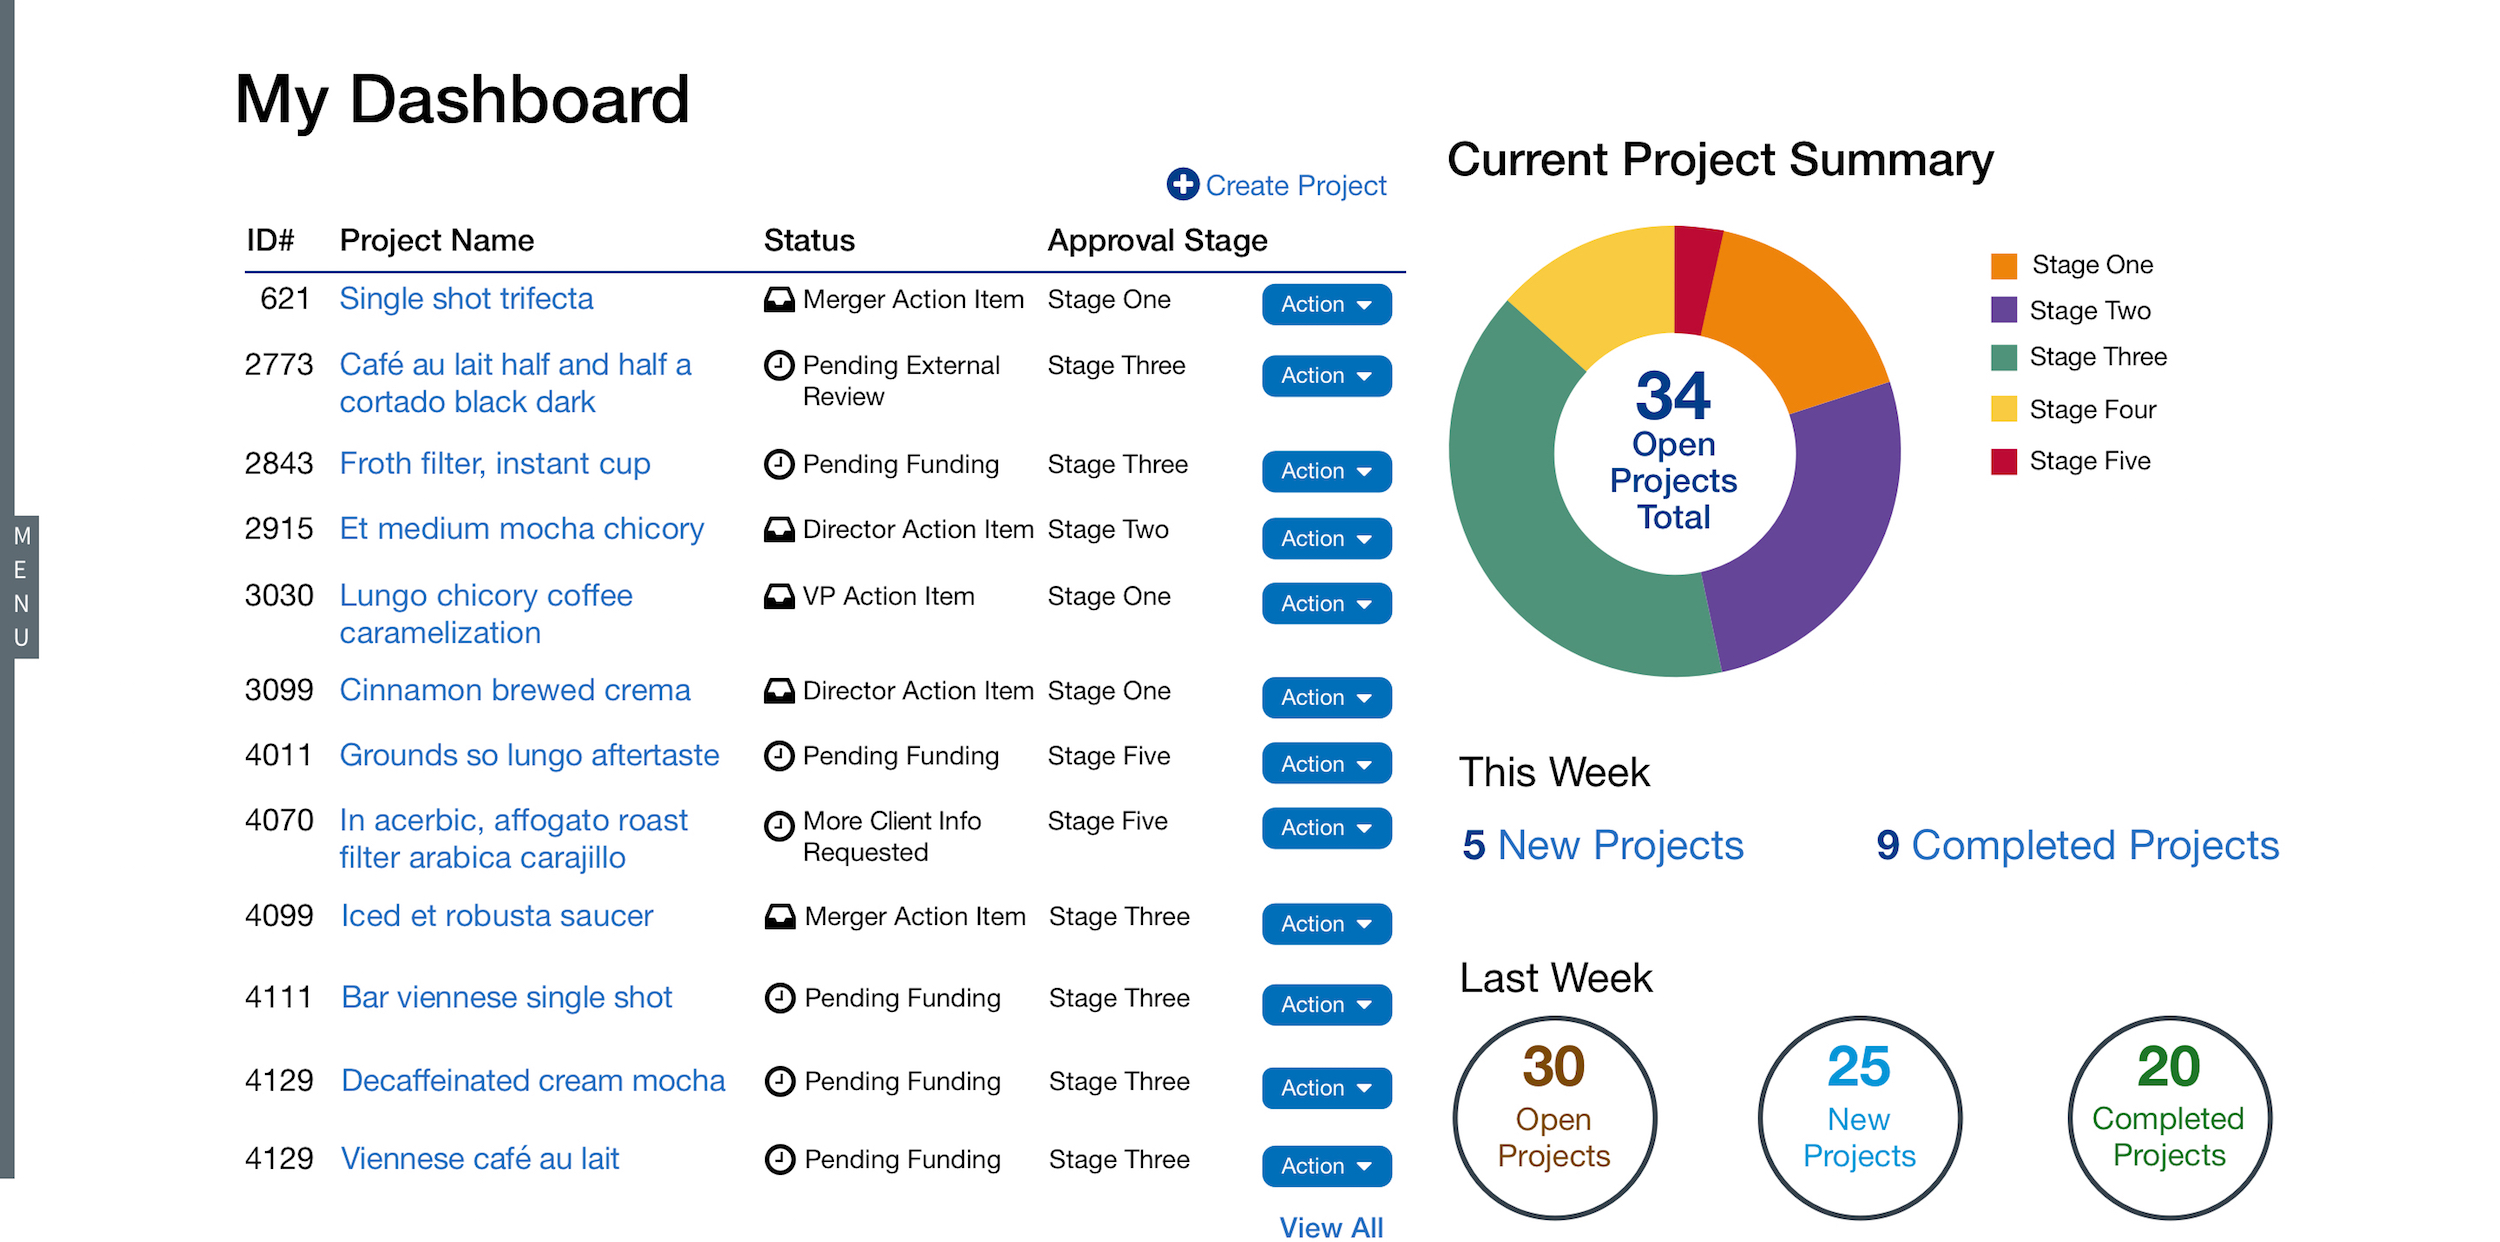 My Dashboard
Create Project
ID# Project Name Status Approval Stage
621 Single shot trifecta Merger Action Item Stage One Action
2773 Café au lait half and half a Pending External Stage Three Action
cortado black dark Review
2843 Froth filter, instant cup Pending Funding Stage Three Action
2915 Et medium mocha chicory Director Action Item Stage Two Action
3030 Lungo chicory coffee VP Action Item Stage One Action
caramelization
3099 Cinnamon brewed crema Director Action Item Stage One Action
4011 Grounds so lungo aftertaste Pending Funding Stage Five Action
4070 In acerbic, affogato roast More Client Info Stage Five Action
filter arabica carajillo Requested
4099 Iced et robusta saucer Merger Action Item Stage Three Action
4111 Bar viennese single shot Pending Funding Stage Three Action
4129 Decaffeinated cream mocha Pending Funding Stage Three Action
4129 Viennese café au lait Pending Funding Stage Three Action
View All
M
E
N
U
Current Project Summary
34
Open
Projects
Total
Stage One
Stage Two
Stage Three
Stage Four
Stage Five
This Week
5 New Projects 9 Completed Projects
Last Week
30
Open
Projects
25
New
Projects
20
Completed
Projects